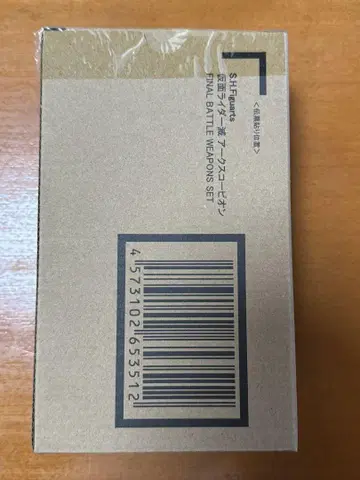 <伝票貼り位置>
S.H.Figuarts
仮面ライダー滅 アークスコーピオン
FINAL BATTLE WEAPONS SET
4573102653512